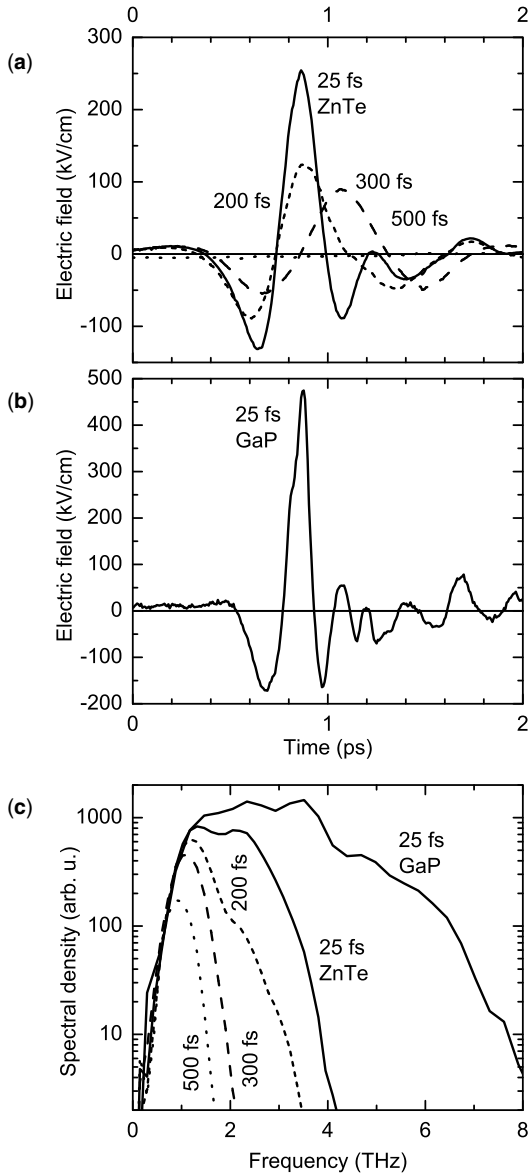 0 1 2
(a)
300
200
100
0
-100
Electric field (kV/cm)
25 fs
ZnTe
200 fs
300 fs
500 fs
(b)
500
400
300
200
100
0
-100
-200
Electric field (kV/cm)
25 fs
GaP
0 1 2
Time (ps)
(c)
1000
100
10
Spectral density (arb. u.)
25 fs
GaP
200 fs
25 fs
ZnTe
500 fs
300 fs
0 2 4 6 8
Frequency (THz)